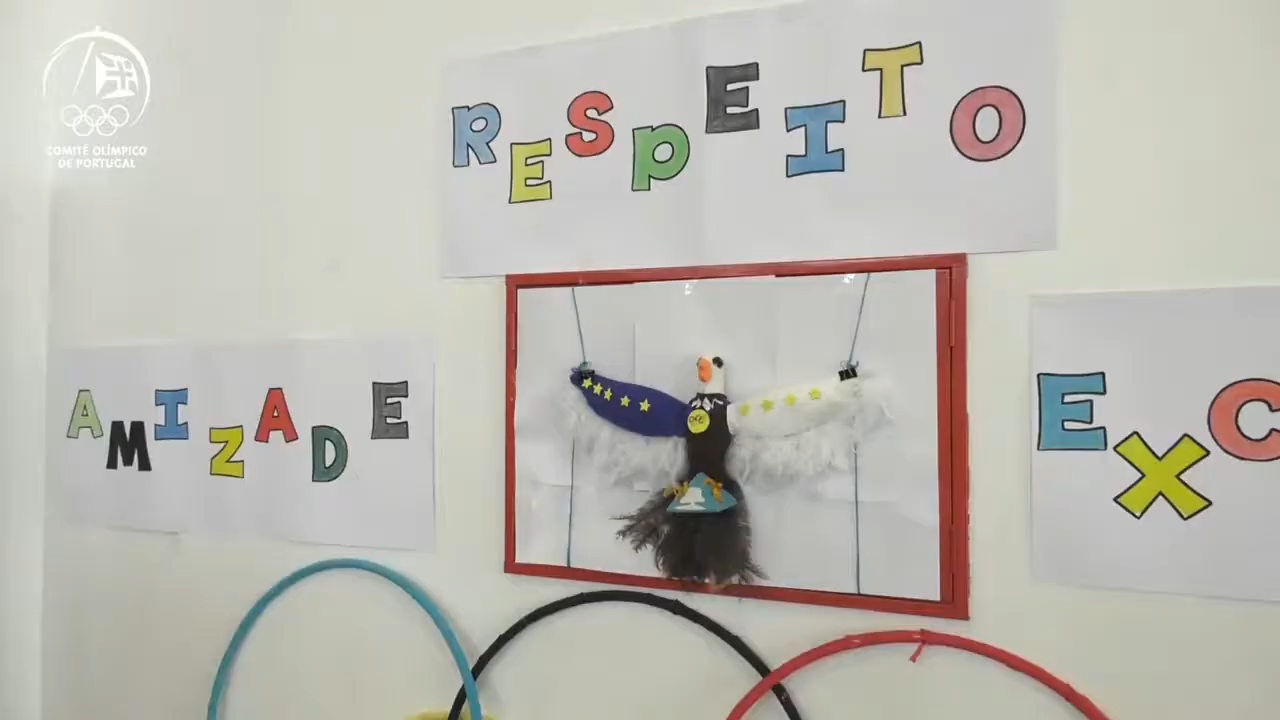 COMITÉ OLÍMPICO
DE PORTUGAL
RESpEITO
AMIZADE
EXC